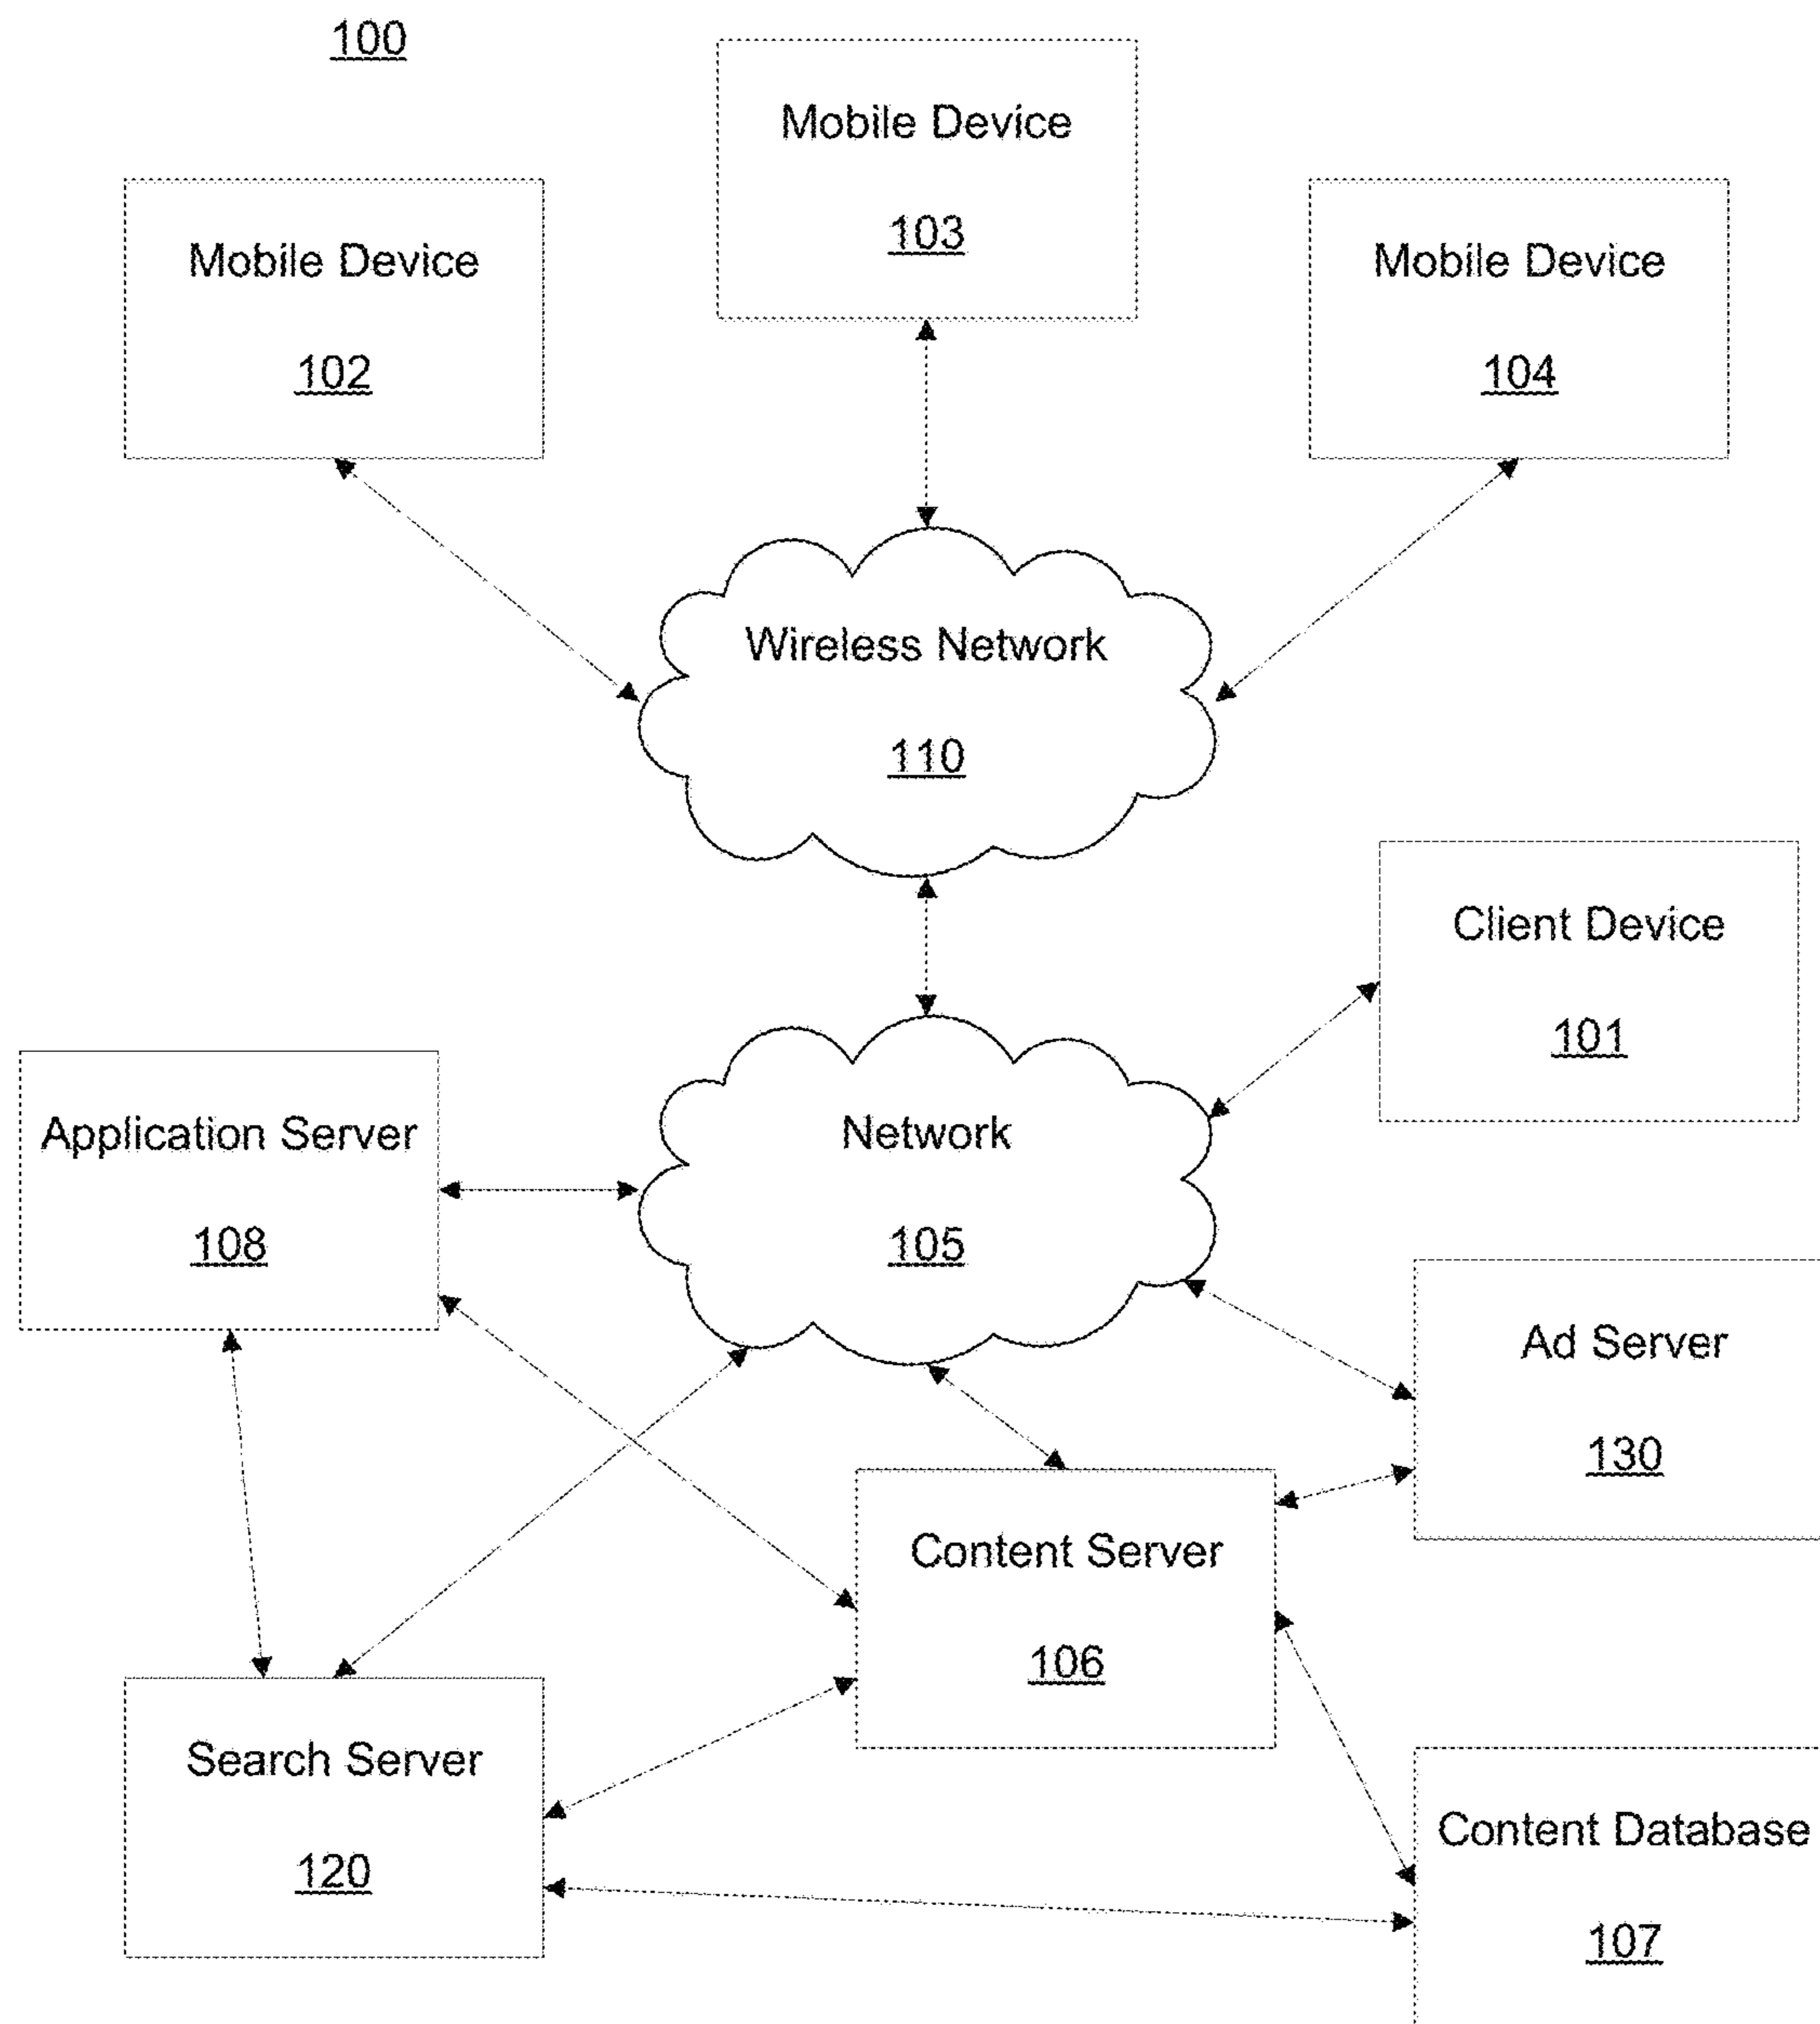 100
Mobile Device
103
Mobile Device
102
Mobile Device
104
Wireless Network
110
Client Device
101
Network
105
Application Server
108
Ad Server
130
Content Server
106
Search Server
120
Content Database
107